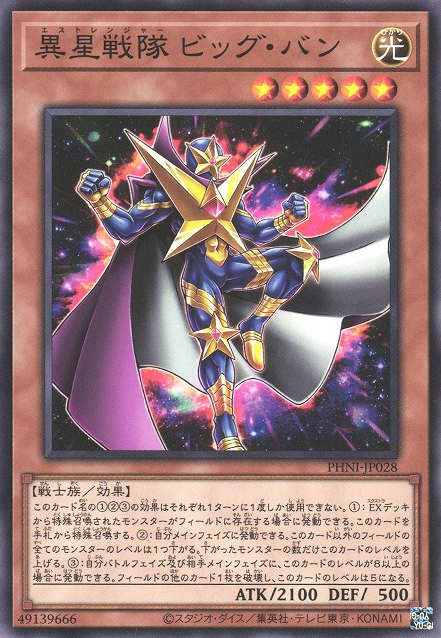 エストレンジャー
異星戦隊 ビッグ・バン
ひかり
光
PHNI-JP028
【戦士族／効果】
このカード名の①②③の効果はそれぞれ1ターンに1度しか使用できない。①：EXデッキ
から特殊召喚されたモンスターがフィールドに存在する場合に発動できる。このカードを
手札から特殊召喚する。②：自分メインフェイズに発動できる。このカード以外のフィールド
の全てのモンスターのレベルは1つ下がる。下がったモンスターの数だけこのカードのレベルを
上げる。③：自分バトルフェイズ及び相手メインフェイズに、このカードのレベルが8以上の
場合に発動できる。フィールドの他のカード1枚を破壊し、このカードのレベルは5になる。
ATK/2100 DEF/ 500
49139666
©スタジオ・ダイス／集英社・テレビ東京・KONAMI